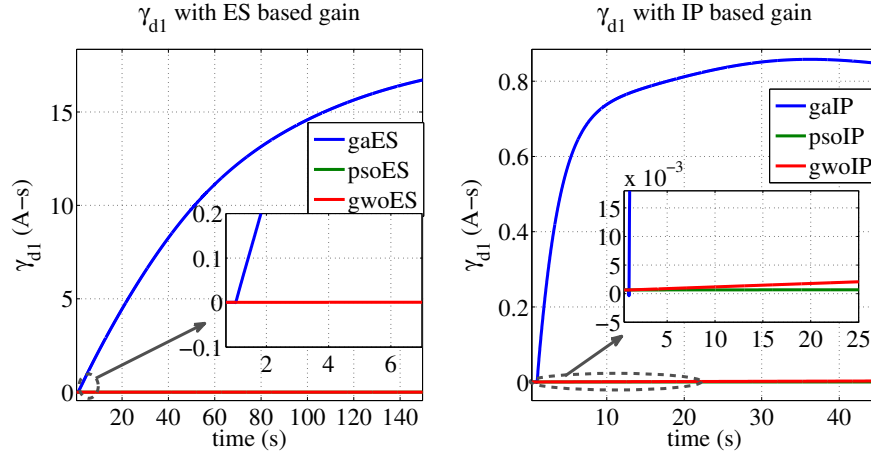 γd1 with ES based gain
γd1 (A−s)
15
10
5
0
gaES
psoES
gwoES
0.2
0.1
0
−0.1
2 4 6
20 40 60 80 100 120 140
time (s)
γd1 with IP based gain
γd1 (A−s)
0.8
0.6
0.4
0.2
0
gaIP
psoIP
gwoIP
x 10−3
15
10
5
0
−5
5 10 15 20 25
10 20 30 40
time (s)